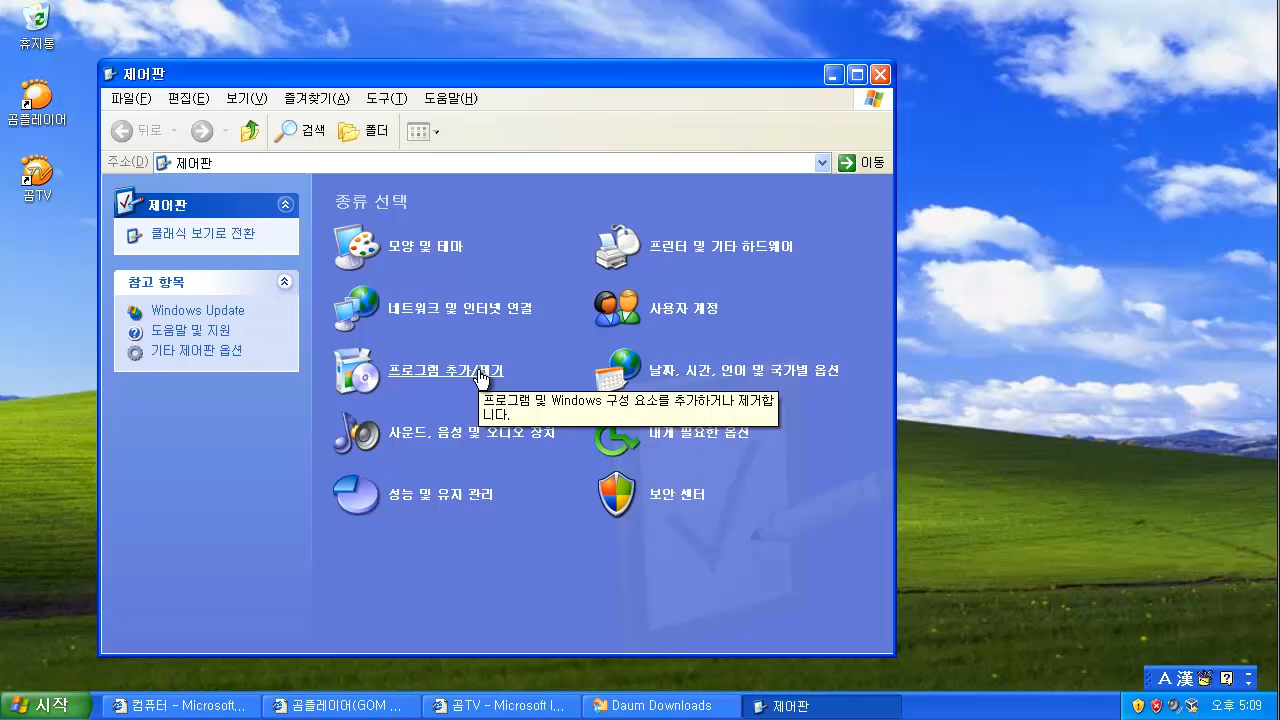 휴지통
곰플레이어
곰TV
제어판
파일(F) 편집(E) 보기(V) 즐겨찾기(A) 도구(T) 도움말(H)
뒤로 검색 폴더
주소(D) 제어판 이동
제어판
클래식 보기로 전환
참고 항목
Windows Update
도움말 및 지원
기타 제어판 옵션
종류 선택
모양 및 테마
프린터 및 기타 하드웨어
네트워크 및 인터넷 연결
사용자 계정
프로그램 추가/제거
날짜, 시간, 언어 및 국가별 옵션
프로그램 및 Windows 구성 요소를 추가하거나 제거합
니다.
사운드, 음성 및 오디오 장치
내게 필요한 옵션
성능 및 유지 관리
보안 센터
A 漢
시작 컴퓨터 - Microsoft... 곰플레이어(GOM ... 곰TV - Microsoft I... Daum Downloads 제어판 오후 5:09